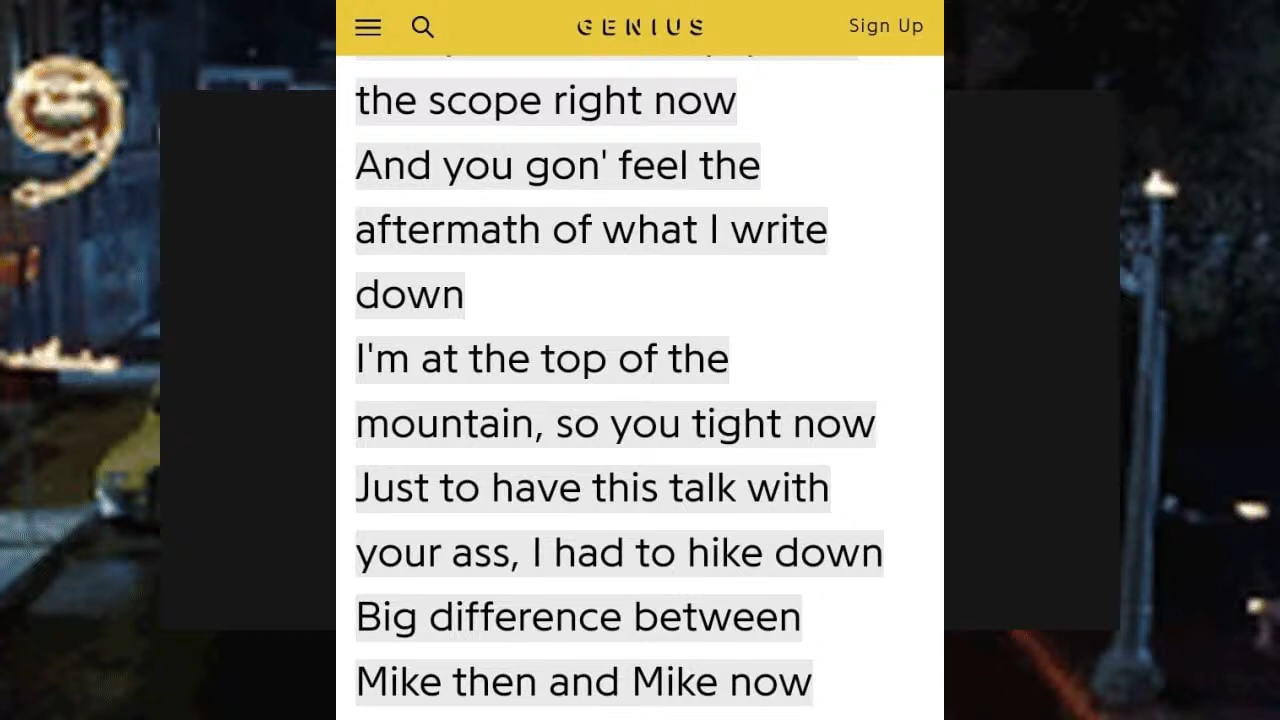 GENIUS
Sign Up
the scope right now
And you gon' feel the
aftermath of what I write
down
I'm at the top of the
mountain, so you tight now
Just to have this talk with
your ass, I had to hike down
Big difference between
Mike then and Mike now